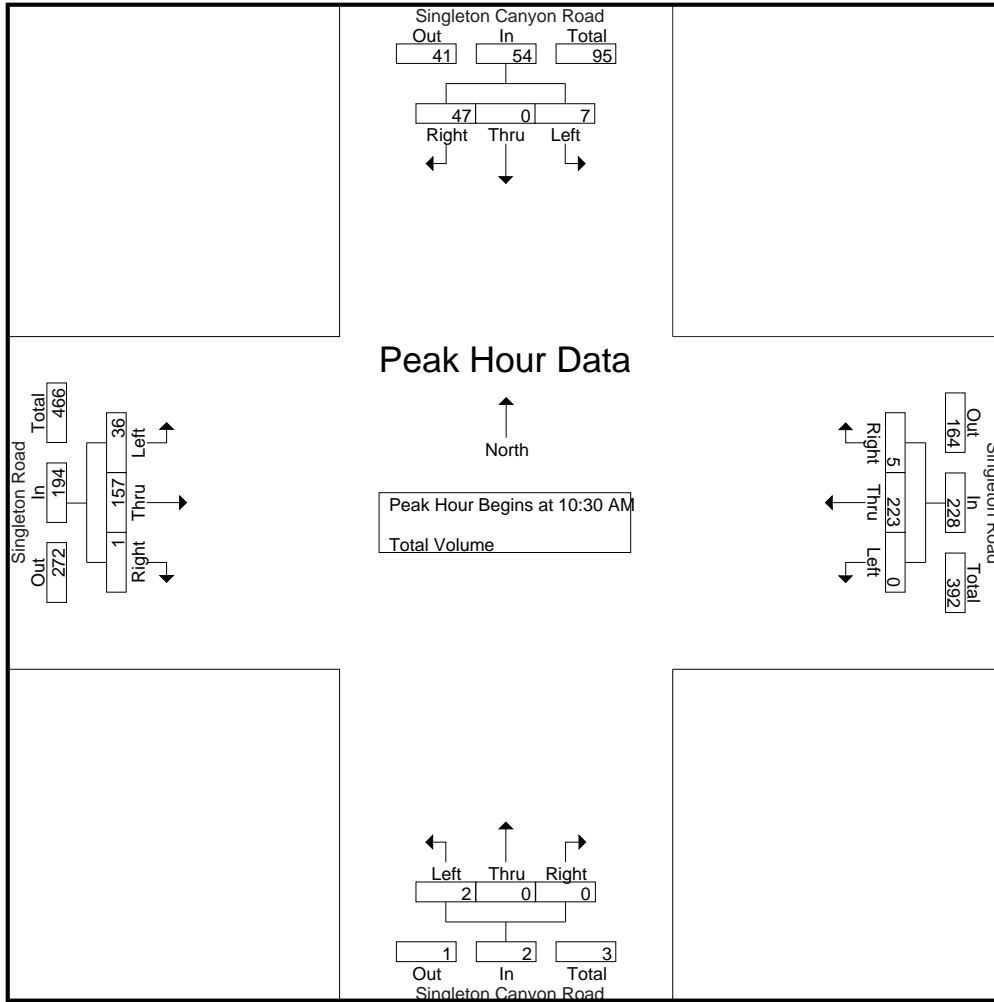 Singleton Canyon Road
Out In Total
41 54 95
47 0 7
Right Thru Left
Peak Hour Data
North
Peak Hour Begins at 10:30 AM
Total Volume
Singleton Road
Total In Out
466 194 272
36 157 1
Left Thru Right
Right Thru Left
5 223 0
Out In Total
164 228 392
Singleton Road
Left Thru Right
2 0 0
1 2 3
Out In Total
Singleton Canyon Road